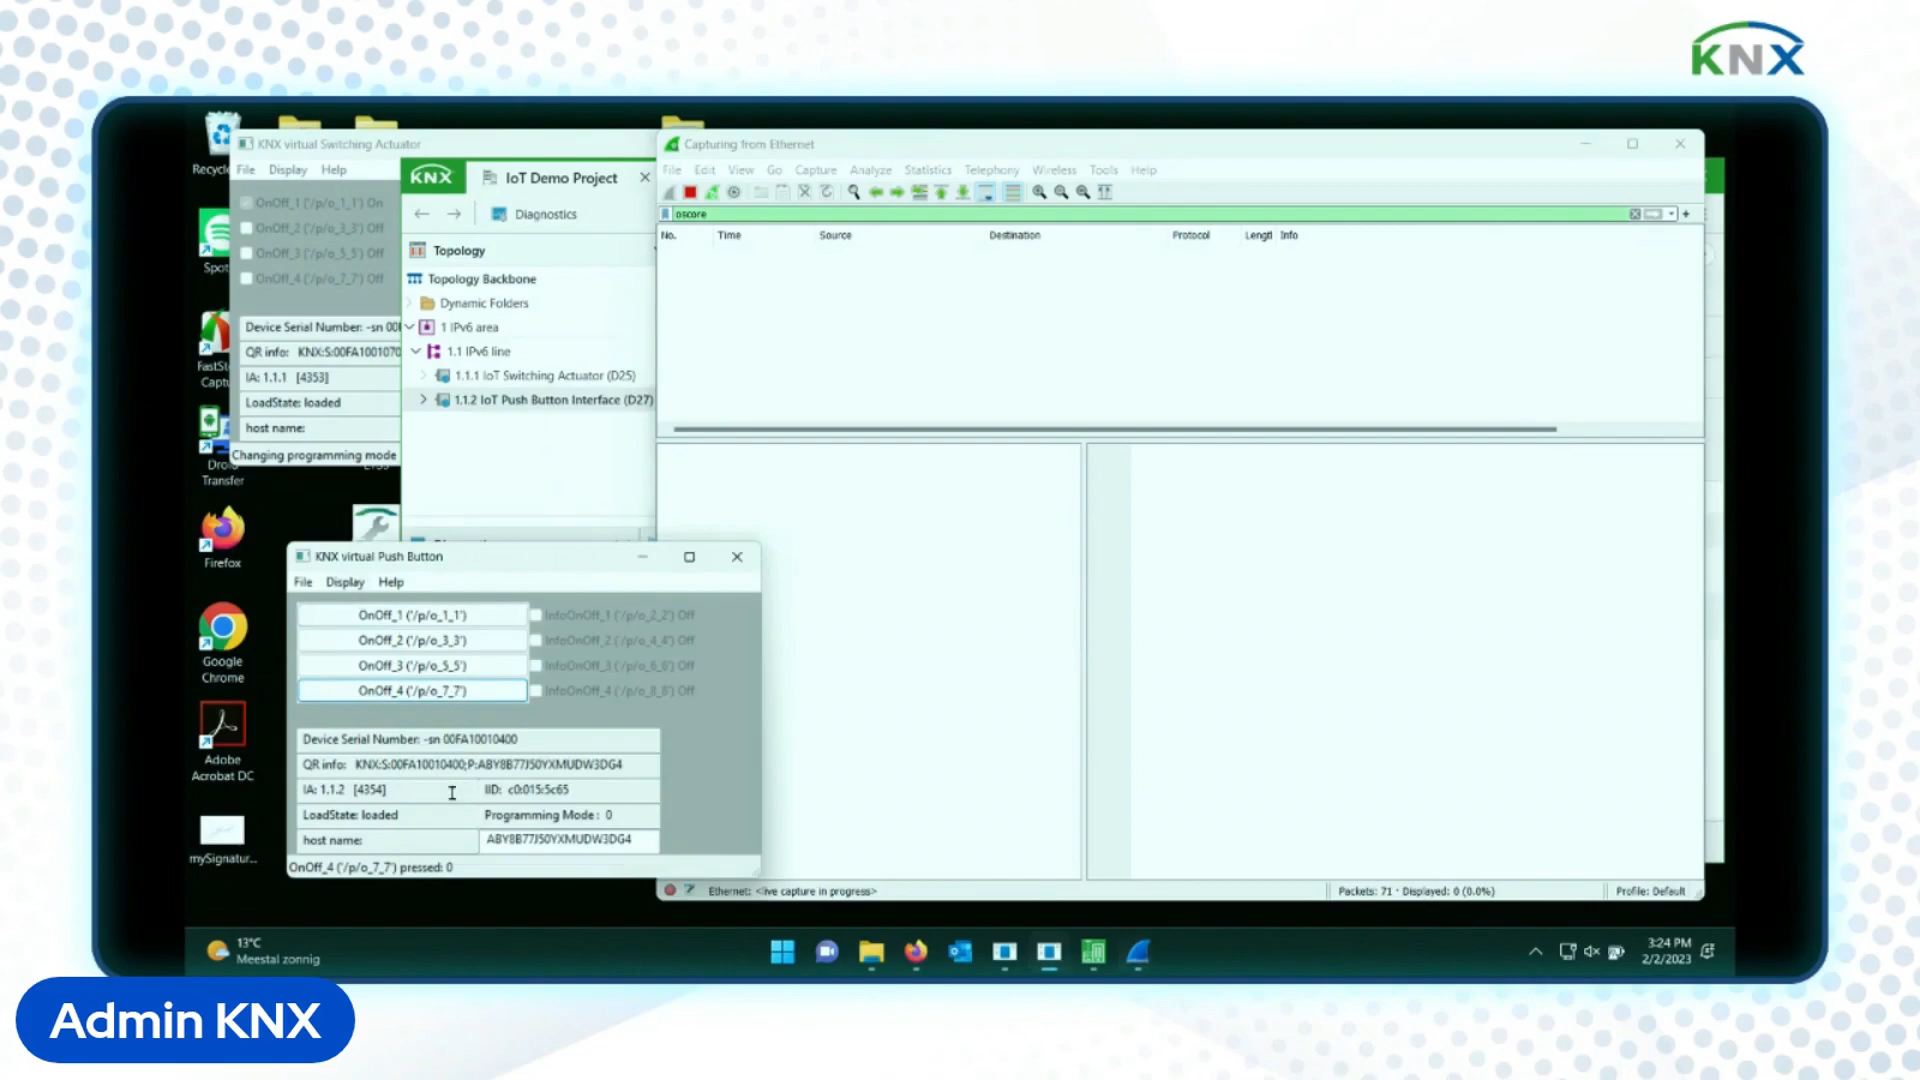 KNX
Recycle
KNX virtual Switching Actuator
File Display Help
OnOff_1 ('/p/o_1_1') On
OnOff_2 ('/p/o_3_3') Off
OnOff_3 ('/p/o_5_5') Off
OnOff_4 ('/p/o_7_7') Off
Device Serial Number: -sn 00
QR info: KNX:S:00FA1001070
IA: 1.1.1 [4353]
LoadState: loaded
host name:
Changing programming mode
KNX
IoT Demo Project
Diagnostics
Topology
Topology Backbone
Dynamic Folders
1 IPv6 area
1.1 IPv6 line
1.1.1 IoT Switching Actuator (D25)
1.1.2 IoT Push Button Interface (D27)
Capturing from Ethernet
File Edit View Go Capture Analyze Statistics Telephony Wireless Tools Help
oscore
No. Time Source Destination Protocol Lengtl Info
Spot
FastSt
Captu
Droi
Transfer
Firefox
Google
Chrome
Adobe
Acrobat DC
mySignatur...
KNX virtual Push Button
File Display Help
OnOff_1 ('/p/o_1_1') InfoOnOff_1 ('/p/o_2_2') Off
OnOff_2 ('/p/o_3_3') InfoOnOff_2 ('/p/o_4_4') Off
OnOff_3 ('/p/o_5_5') InfoOnOff_3 ('/p/o_6_6') Off
OnOff_4 ('/p/o_7_7') InfoOnOff_4 ('/p/o_8_8') Off
Device Serial Number: -sn 00FA10010400
QR info: KNX:S:00FA10010400;P:ABY8B77J50YXMUDW3DG4
IA: 1.1.2 [4354] IID: c0:015:5c65
LoadState: loaded Programming Mode : 0
host name: ABY8B77J50YXMUDW3DG4
OnOff_4 ('/p/o_7_7') pressed: 0
Ethernet: <live capture in progress>
Packets: 71 · Displayed: 0 (0.0%)
Profile: Default
13°C
Meestal zonnig
3:24 PM
2/2/2023
Admin KNX